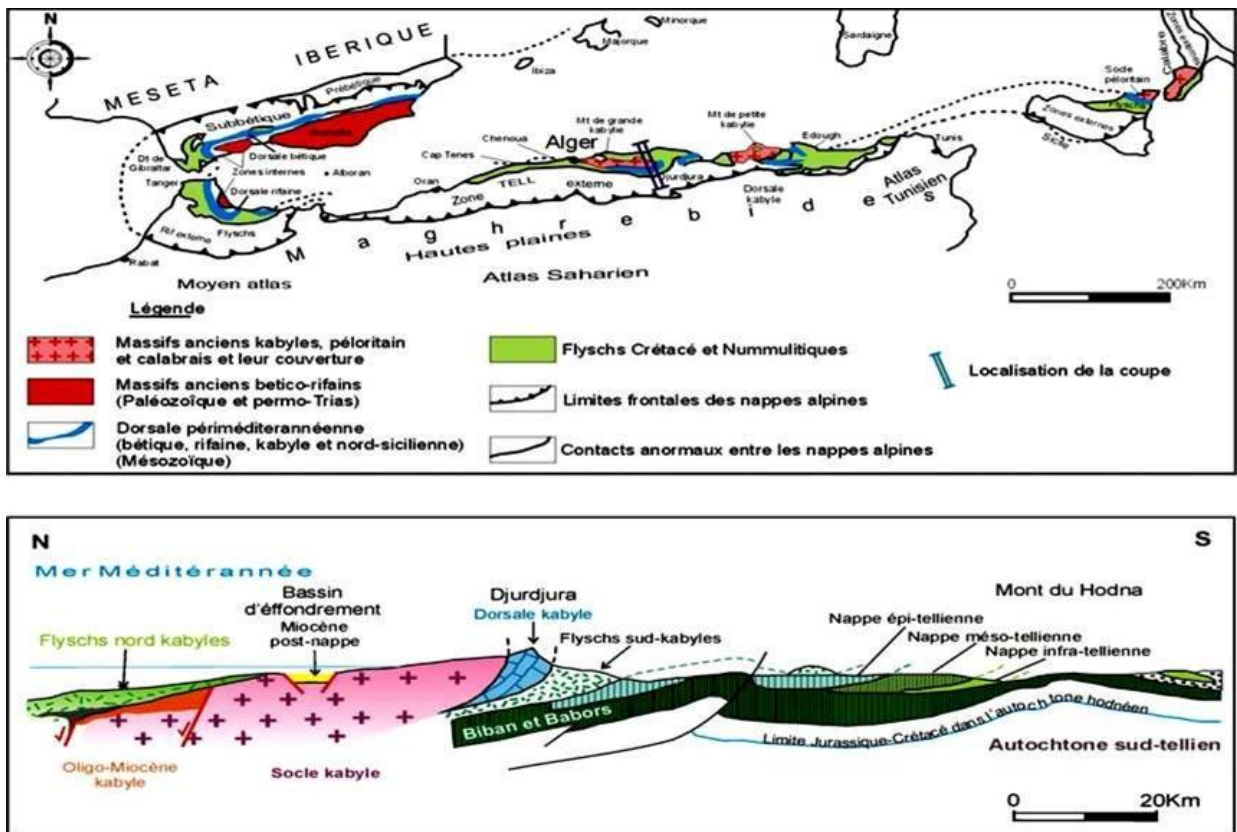 N
MESETA IBERIQUE
Majorque
Minorque
Ibiza
Sardaigne
Prébétique
Subbétique
Dorsale bétique
Zones internes
Alboran
Dt de
Gibraltar
Tanger
Dorsale rifaine
Flyschs
Rif externe
Rabat
Moyen atlas
Oran
Cap Tenes
Chenoua
Alger
Mt de grande
kabylie
Mt de petite
kabylie
Edough
Tunis
Djurdjura
Dorsale
kabyle
Zone TELL externe
Maghrebides
Hautes plaines
Atlas Saharien
Atlas
Tunisien
Zones externes
Calabre
Socle
péloritain
Flyschs
Zones externes
Sicile
0 200Km
Légende
Massifs anciens kabyles, péloritain
et calabrais et leur couverture
Massifs anciens betico-rifains
(Paléozoïque et permo-Trias)
Dorsale périméditerannéenne
(bétique, rifaine, kabyle et nord-sicilienne)
(Mésozoïque)
Flyschs Crétacé et Nummulitiques
Limites frontales des nappes alpines
Contacts anormaux entre les nappes alpines
Localisation de la coupe
N
S
Mer Méditérannée
Bassin
d'éffondrement
Miocène
post-nappe
Djurdjura
Dorsale kabyle
Mont du Hodna
Flyschs nord kabyles
Flyschs sud-kabyles
Nappe épi-tellienne
Nappe méso-tellienne
Nappe infra-tellienne
Biban et Babors
Limite Jurassique-Crétacé dans l'autochtone hodnéen
Autochtone sud-tellien
Oligo-Miocène
kabyle
Socle kabyle
0 20Km